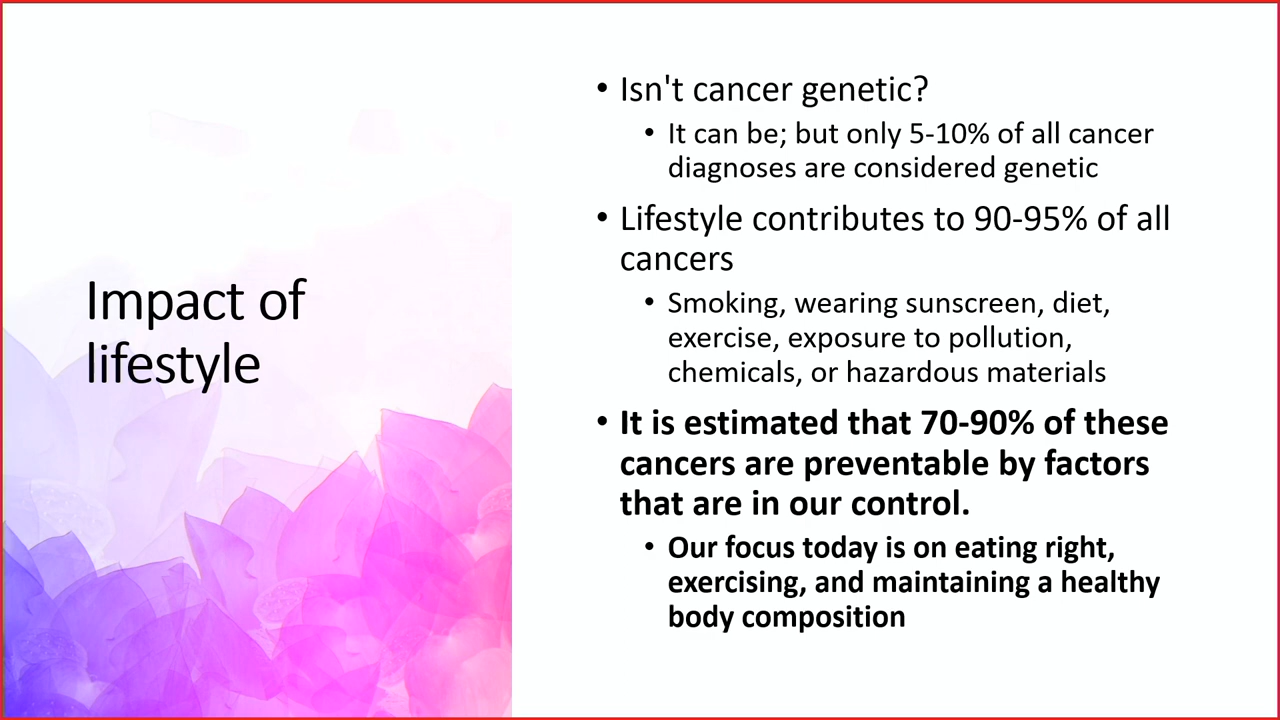 Impact of
lifestyle
• Isn't cancer genetic?
• It can be; but only 5-10% of all cancer
diagnoses are considered genetic
• Lifestyle contributes to 90-95% of all
cancers
• Smoking, wearing sunscreen, diet,
exercise, exposure to pollution,
chemicals, or hazardous materials
• It is estimated that 70-90% of these
cancers are preventable by factors
that are in our control.
• Our focus today is on eating right,
exercising, and maintaining a healthy
body composition